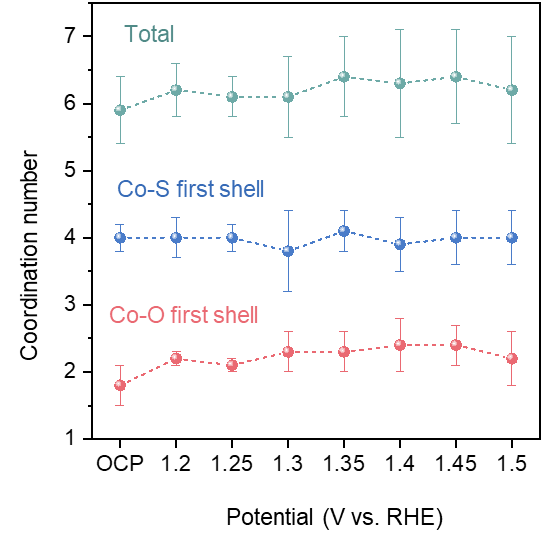 Total
Co-S first shell
Co-O first shell
Coordination number
7
6
5
4
3
2
1
OCP 1.2 1.25 1.3 1.35 1.4 1.45 1.5
Potential (V vs. RHE)